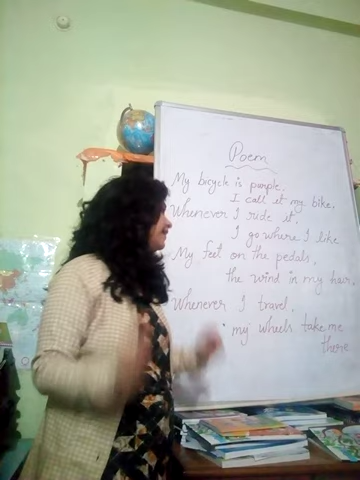 Poem
My bicycle is purple.
I call it my bike.
Whenever I ride it.
I go where I like
My feet on the pedals.
the wind in my hair.
Whenever I travel.
my wheels take me
there